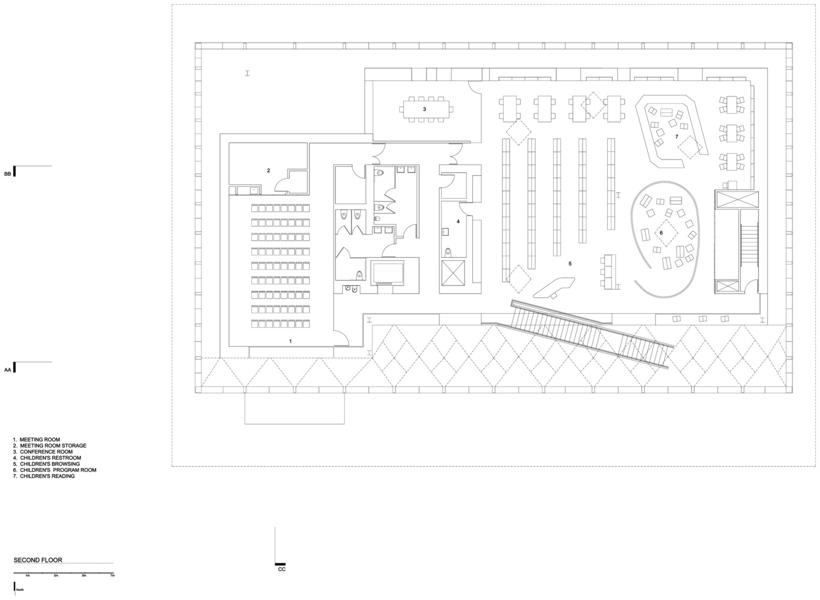 3
7
2
4
6
BB
5
1
AA
1. MEETING ROOM
2. MEETING ROOM STORAGE
3. CONFERENCE ROOM
4. CHILDREN'S RESTROOM
5. CHILDREN'S BROWSING
6. CHILDREN'S PROGRAM ROOM
7. CHILDREN'S READING
SECOND FLOOR
CC
North